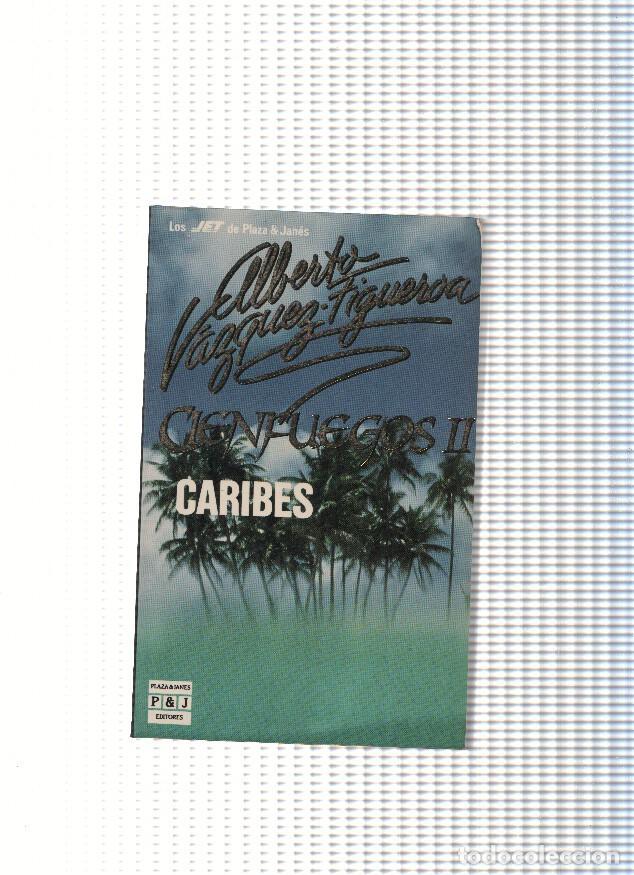 Los JET de Plaza & Janés
Alberto
Vázquez-Figueroa
CIENFUEGOS II
CARIBES
PLAZA & JANES
P & J
EDITORES
todocoleccion